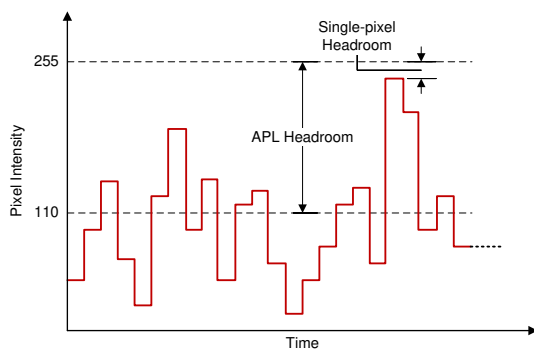 Single-pixel
Headroom
255
APL Headroom
Pixel Intensity
110
Time